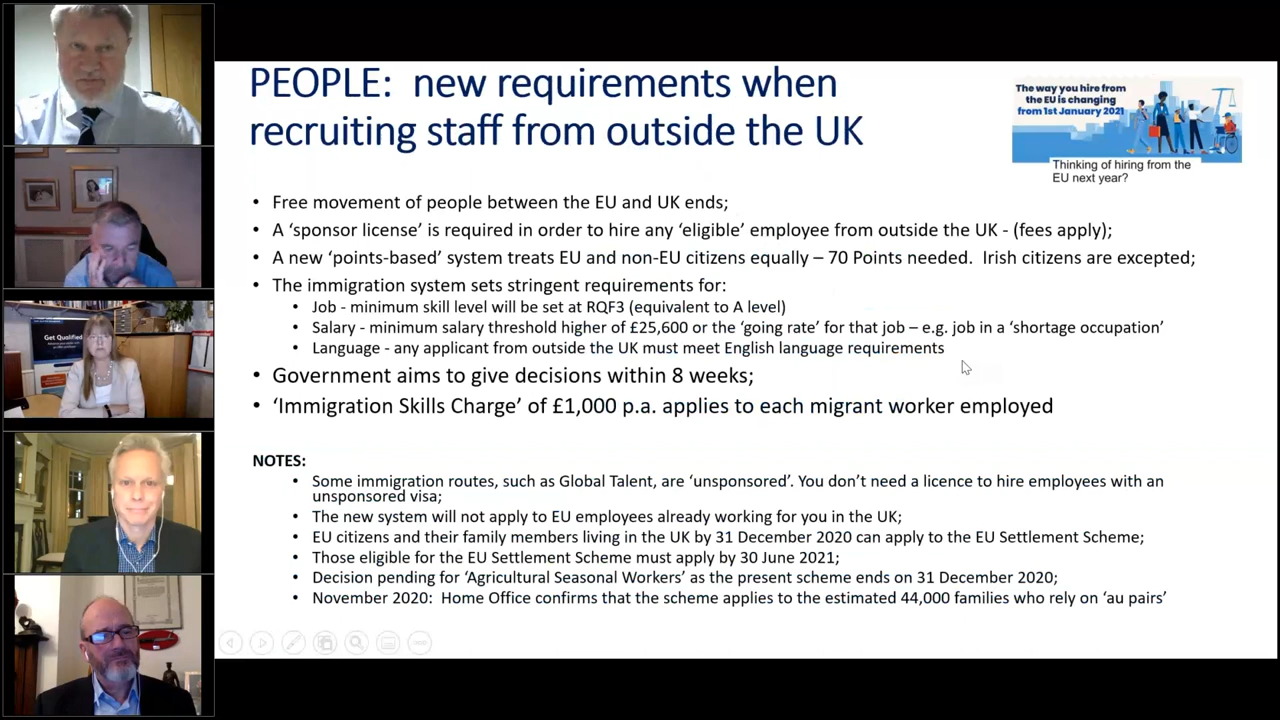 PEOPLE:  new requirements when
recruiting staff from outside the UK
The way you hire from
the EU is changing
from 1st January 2021
Thinking of hiring from the
EU next year?
• Free movement of people between the EU and UK ends;
• A ‘sponsor license’ is required in order to hire any ‘eligible’ employee from outside the UK - (fees apply);
• A new ‘points-based’ system treats EU and non-EU citizens equally – 70 Points needed.  Irish citizens are excepted;
• The immigration system sets stringent requirements for:
• Job - minimum skill level will be set at RQF3 (equivalent to A level)
• Salary - minimum salary threshold higher of £25,600 or the ‘going rate’ for that job – e.g. job in a ‘shortage occupation’
• Language - any applicant from outside the UK must meet English language requirements
• Government aims to give decisions within 8 weeks;
• ‘Immigration Skills Charge’ of £1,000 p.a. applies to each migrant worker employed
NOTES:
• Some immigration routes, such as Global Talent, are ‘unsponsored’. You don’t need a licence to hire employees with an
unsponsored visa;
• The new system will not apply to EU employees already working for you in the UK;
• EU citizens and their family members living in the UK by 31 December 2020 can apply to the EU Settlement Scheme;
• Those eligible for the EU Settlement Scheme must apply by 30 June 2021;
• Decision pending for ‘Agricultural Seasonal Workers’ as the present scheme ends on 31 December 2020;
• November 2020:  Home Office confirms that the scheme applies to the estimated 44,000 families who rely on ‘au pairs’
Get Qualified